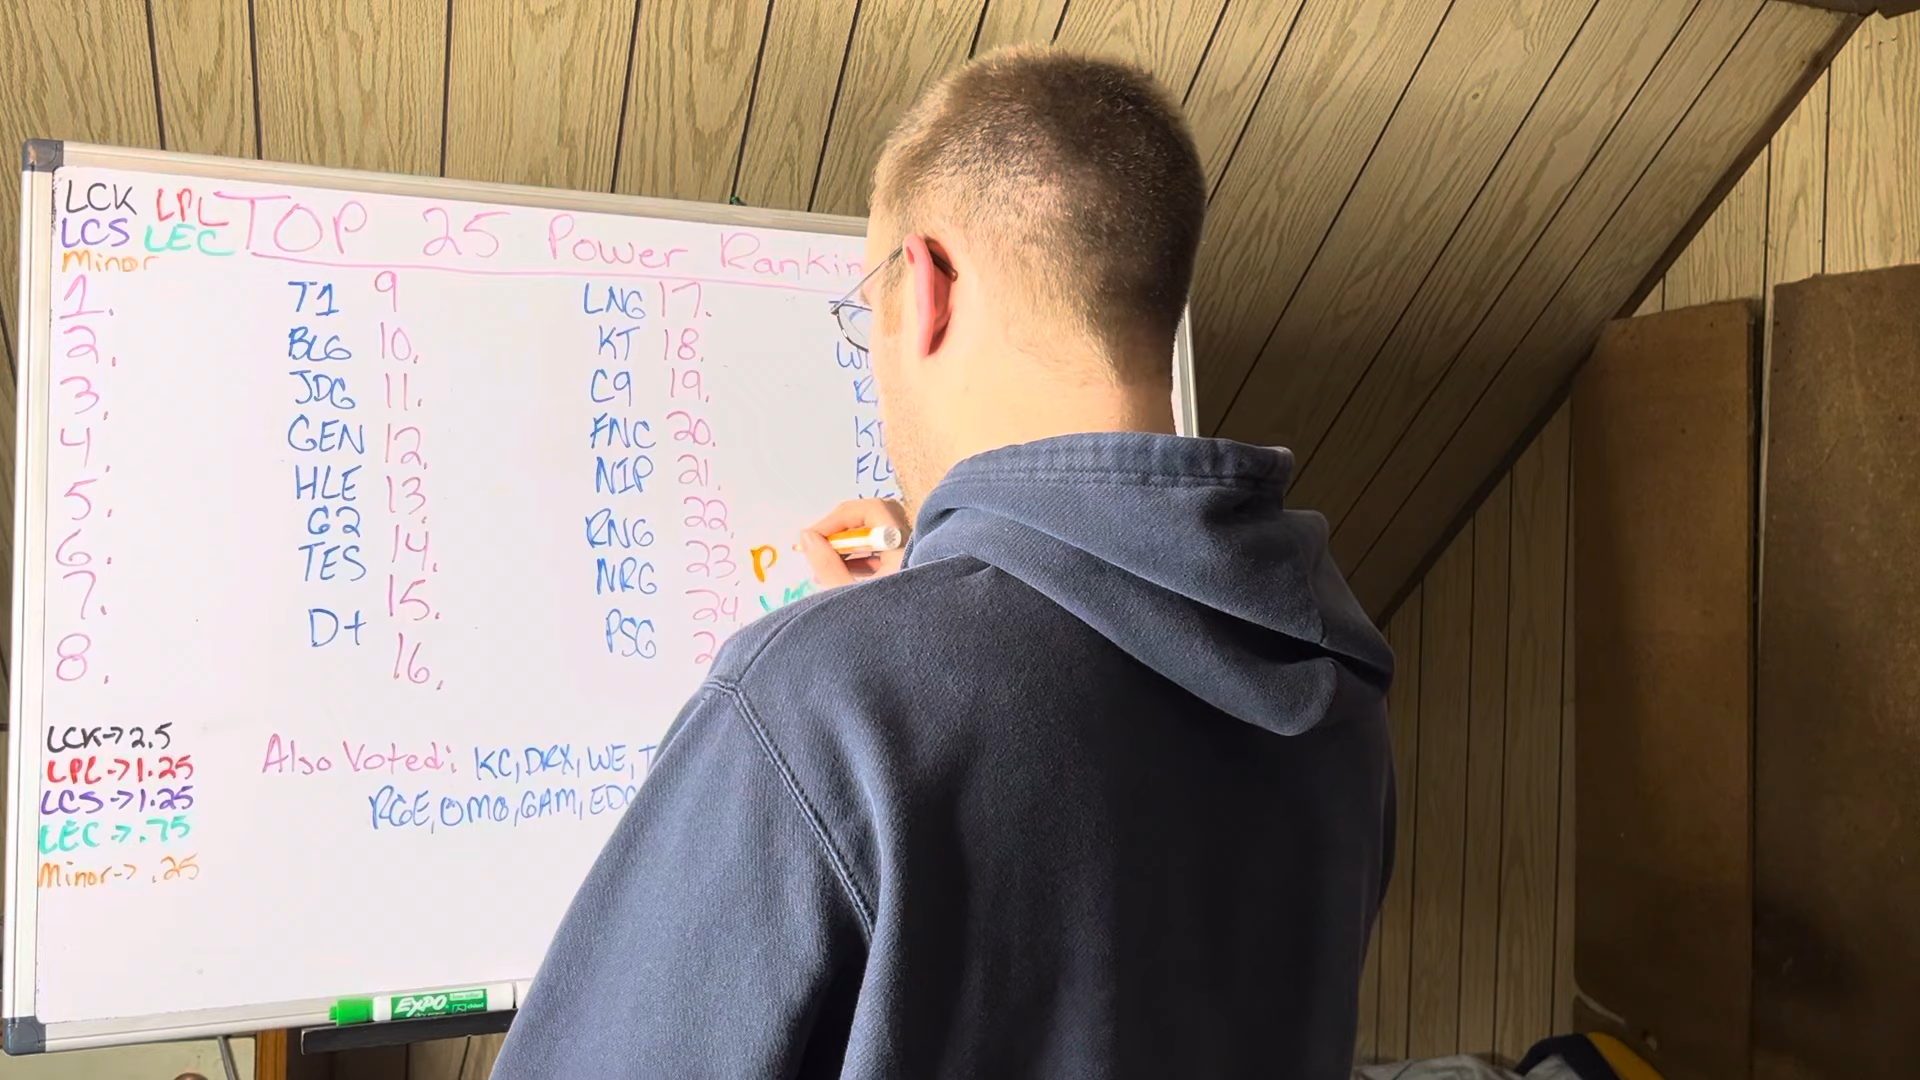 LCK LPL
LCS LEC
Minor
TOP 25 Power Rankin
1. T1 9 LNG 17.
2. BLG 10. KT 18.
3. JDG 11. C9 19.
4. GEN 12. FNC 20.
5. HLE 13. NIP 21.
6. G2 14. RNG 22.
7. TES 15. NRG 23. P
8. D+ 16. PSG 24.
LCK->2.5
LPL->1.25
LCS->1.25
LEC->.75
Minor->.25
Also Voted: KC, DRX, WE, T
RGE, OMG, GAM, EDG
EXPO